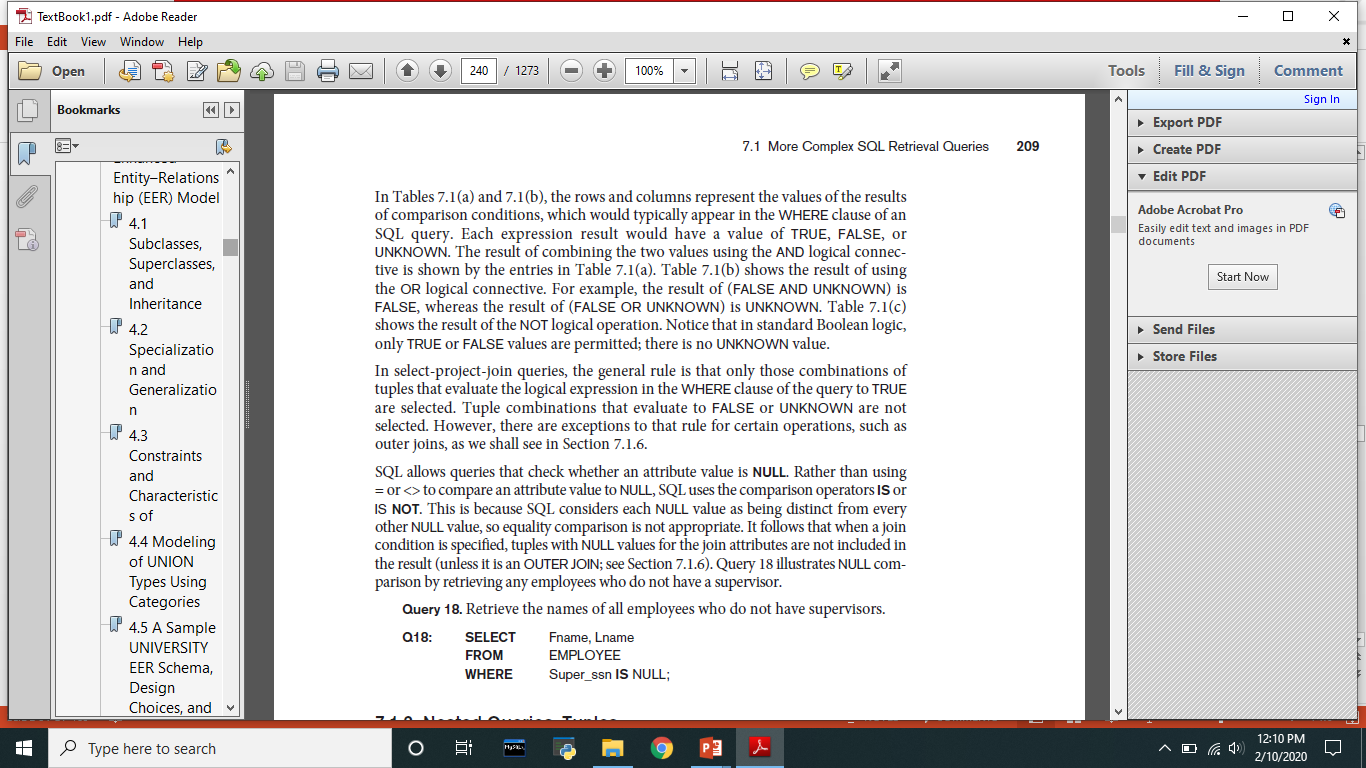 TextBook1.pdf - Adobe Reader
File Edit View Window Help
Open
240 / 1273
100%
Tools
Fill & Sign
Comment
Bookmarks
Entity–Relations
hip (EER) Model
4.1
Subclasses,
Superclasses,
and
Inheritance
4.2
Specializatio
n and
Generalizatio
n
4.3
Constraints
and
Characteristic
s of
4.4 Modeling
of UNION
Types Using
Categories
4.5 A Sample
UNIVERSITY
EER Schema,
Design
Choices, and
7.1 More Complex SQL Retrieval Queries 209
In Tables 7.1(a) and 7.1(b), the rows and columns represent the values of the results
of comparison conditions, which would typically appear in the WHERE clause of an
SQL query. Each expression result would have a value of TRUE, FALSE, or
UNKNOWN. The result of combining the two values using the AND logical connec-
tive is shown by the entries in Table 7.1(a). Table 7.1(b) shows the result of using
the OR logical connective. For example, the result of (FALSE AND UNKNOWN) is
FALSE, whereas the result of (FALSE OR UNKNOWN) is UNKNOWN. Table 7.1(c)
shows the result of the NOT logical operation. Notice that in standard Boolean logic,
only TRUE or FALSE values are permitted; there is no UNKNOWN value.
In select-project-join queries, the general rule is that only those combinations of
tuples that evaluate the logical expression in the WHERE clause of the query to TRUE
are selected. Tuple combinations that evaluate to FALSE or UNKNOWN are not
selected. However, there are exceptions to that rule for certain operations, such as
outer joins, as we shall see in Section 7.1.6.
SQL allows queries that check whether an attribute value is NULL. Rather than using
= or <> to compare an attribute value to NULL, SQL uses the comparison operators IS or
IS NOT. This is because SQL considers each NULL value as being distinct from every
other NULL value, so equality comparison is not appropriate. It follows that when a join
condition is specified, tuples with NULL values for the join attributes are not included in
the result (unless it is an OUTER JOIN; see Section 7.1.6). Query 18 illustrates NULL com-
parison by retrieving any employees who do not have a supervisor.
Query 18. Retrieve the names of all employees who do not have supervisors.
Q18: SELECT Fname, Lname
FROM EMPLOYEE
WHERE Super_ssn IS NULL;
Sign In
Export PDF
Create PDF
Edit PDF
Adobe Acrobat Pro
Easily edit text and images in PDF
documents
Start Now
Send Files
Store Files
Type here to search
MySQL
12:10 PM
2/10/2020